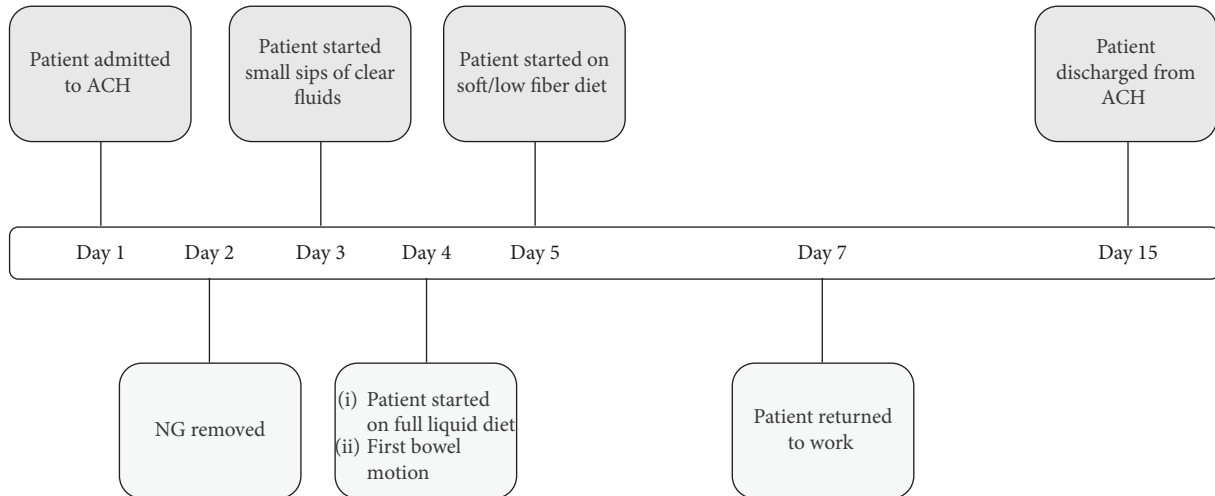 Patient admitted
to ACH
Patient started
small sips of clear
fluids
Patient started on
soft/low fiber diet
Patient
discharged from
ACH
Day 1
Day 2
Day 3
Day 4
Day 5
Day 7
Day 15
NG removed
(i) Patient started
on full liquid diet
(ii) First bowel
motion
Patient returned
to work